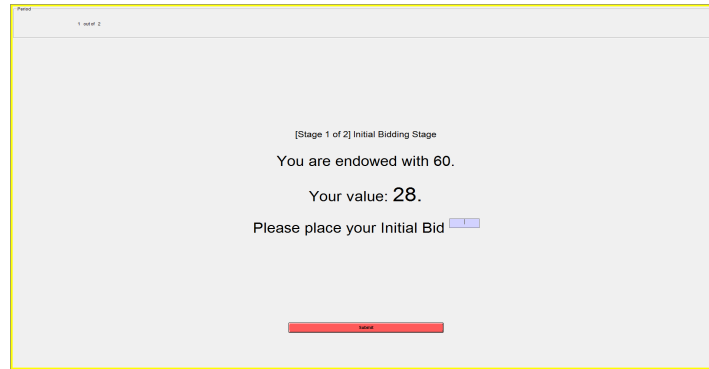 Period
1 out of 2
[Stage 1 of 2] Initial Bidding Stage
You are endowed with 60.
Your value: 28.
Please place your Initial Bid
Submit